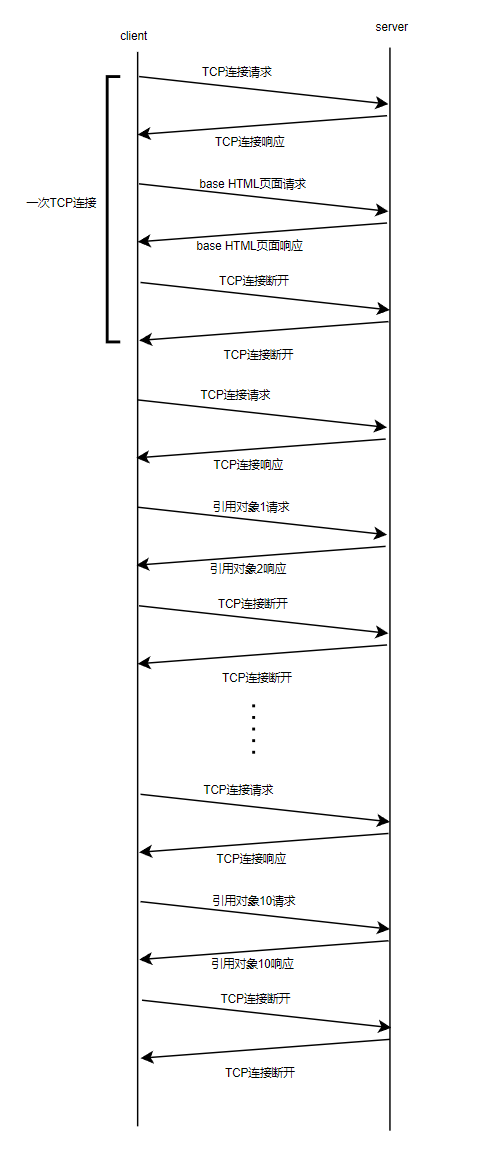 client
server
TCP连接请求
TCP连接响应
base HTML页面请求
一次TCP连接
base HTML页面响应
TCP连接断开
TCP连接断开
TCP连接请求
TCP连接响应
引用对象1请求
引用对象2响应
TCP连接断开
TCP连接断开
TCP连接请求
TCP连接响应
引用对象10请求
引用对象10响应
TCP连接断开
TCP连接断开